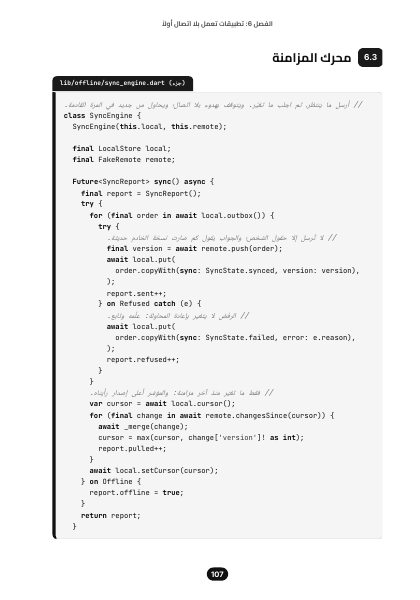 الفصل 6: تطبيقات تعمل بلا اتصال أولاً
6.3 محرك المزامنة
lib/offline/sync_engine.dart (جزء)
// أرسل ما ينتظر، ثم اجلب ما تغير. ويتوقف بهدوء بلا اتصال؛ ويحاول من جديد في المرة القادمة.
class SyncEngine {
  SyncEngine(this.local, this.remote);

  final LocalStore local;
  final FakeRemote remote;

  Future<SyncReport> sync() async {
    final report = SyncReport();
    try {
      for (final order in await local.outbox()) {
        try {
          // لا أرسل إلا حقول الشخص؛ والجواب يقول كم صارت نسخة الخادم حديثة.
          final version = await remote.push(order);
          await local.put(
            order.copyWith(sync: SyncState.synced, version: version),
          );
          report.sent++;
        } on Refused catch (e) {
          // الرفض لا يتغير بإعادة المحاولة: علّمه وتابع.
          await local.put(
            order.copyWith(sync: SyncState.failed, error: e.reason),
          );
          report.refused++;
        }
      }
      // فقط ما تغير منذ آخر مزامنة؛ والمؤشر أعلى إصدار رأيناه.
      var cursor = await local.cursor();
      for (final change in await remote.changesSince(cursor)) {
        await _merge(change);
        cursor = max(cursor, change['version']! as int);
        report.pulled++;
      }
      await local.setCursor(cursor);
    } on Offline {
      report.offline = true;
    }
    return report;
  }
107